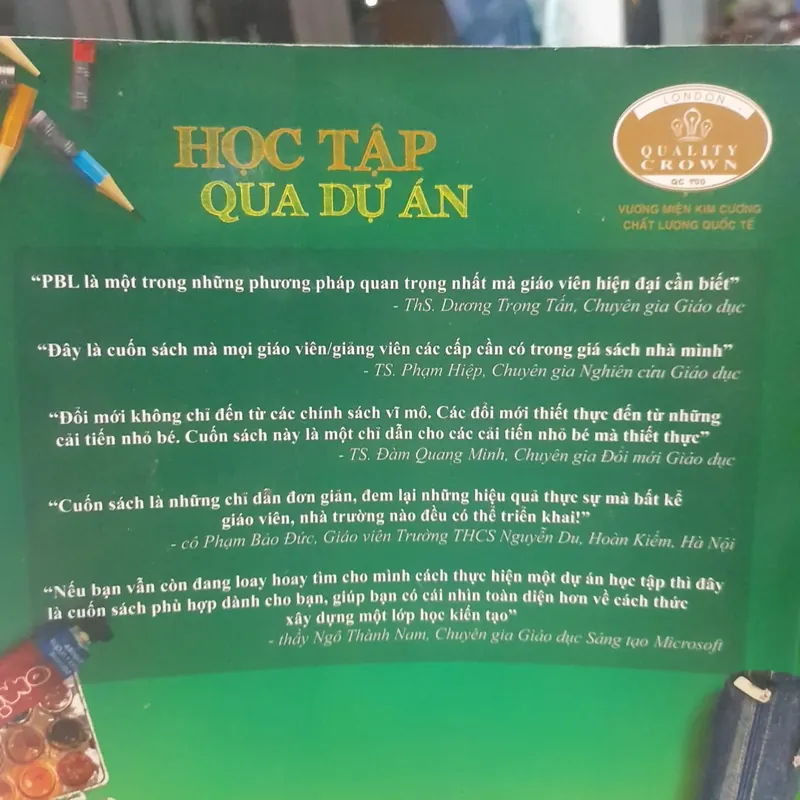 HỌC TẬP
QUA DỰ ÁN
LONDON
QUALITY
CROWN
QC 100
VƯƠNG MIỆN KIM CƯƠNG
CHẤT LƯỢNG QUỐC TẾ
“PBL là một trong những phương pháp quan trọng nhất mà giáo viên hiện đại cần biết”
- ThS. Dương Trọng Tấn, Chuyên gia Giáo dục
“Đây là cuốn sách mà mọi giáo viên/giảng viên các cấp cần có trong giá sách nhà mình”
- TS. Phạm Hiệp, Chuyên gia Nghiên cứu Giáo dục
“Đổi mới không chỉ đến từ các chính sách vĩ mô. Các đổi mới thiết thực đến từ những
cải tiến nhỏ bé. Cuốn sách này là một chỉ dẫn cho các cải tiến nhỏ bé mà thiết thực”
- TS. Đàm Quang Minh, Chuyên gia Đổi mới Giáo dục
“Cuốn sách là những chỉ dẫn đơn giản, đem lại những hiệu quả thực sự mà bất kể
giáo viên, nhà trường nào đều có thể triển khai!”
- cô Phạm Bảo Đức, Giáo viên Trường THCS Nguyễn Du, Hoàn Kiếm, Hà Nội
“Nếu bạn vẫn còn đang loay hoay tìm cho mình cách thực hiện một dự án học tập thì đây
là cuốn sách phù hợp dành cho bạn, giúp bạn có cái nhìn toàn diện hơn về cách thức
xây dựng một lớp học kiến tạo”
- thầy Ngô Thành Nam, Chuyên gia Giáo dục Sáng tạo Microsoft